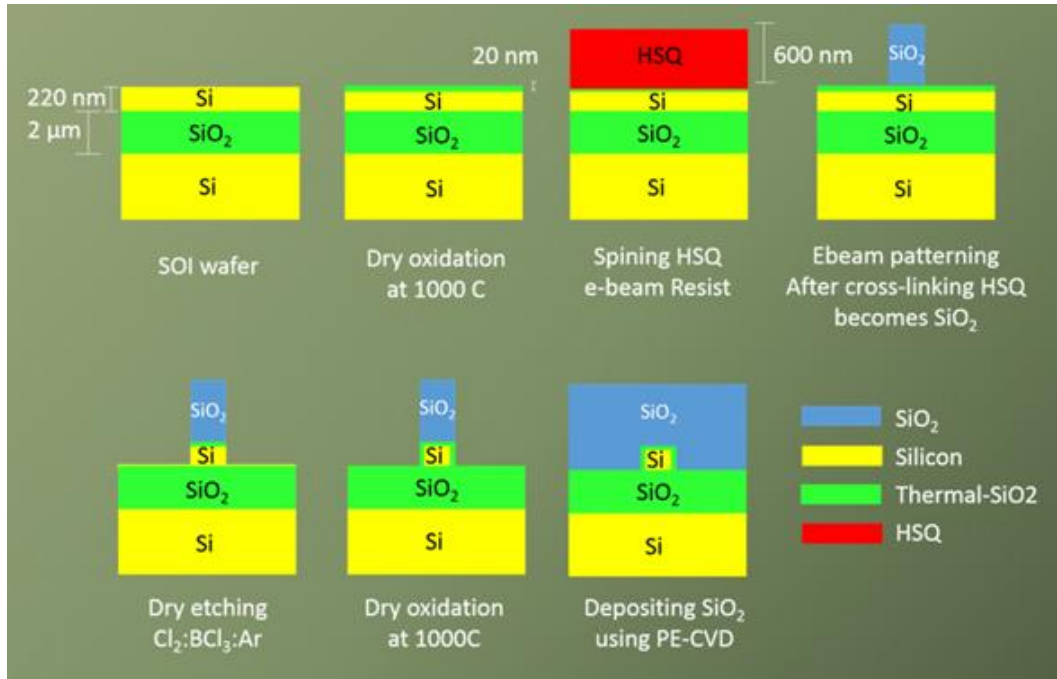 220 nm
2 µm
Si
SiO₂
Si
SOI wafer
20 nm
Si
SiO₂
Si
Dry oxidation
at 1000 C
HSQ
600 nm
Si
SiO₂
Si
Spining HSQ
e-beam Resist
SiO₂
Si
SiO₂
Si
Ebeam patterning
After cross-linking HSQ
becomes SiO₂
SiO₂
Si
SiO₂
Si
Dry etching
Cl₂:BCl₃:Ar
SiO₂
Si
SiO₂
Si
Dry oxidation
at 1000C
SiO₂
Si
SiO₂
Si
Depositing SiO₂
using PE-CVD
SiO₂
Silicon
Thermal-SiO2
HSQ